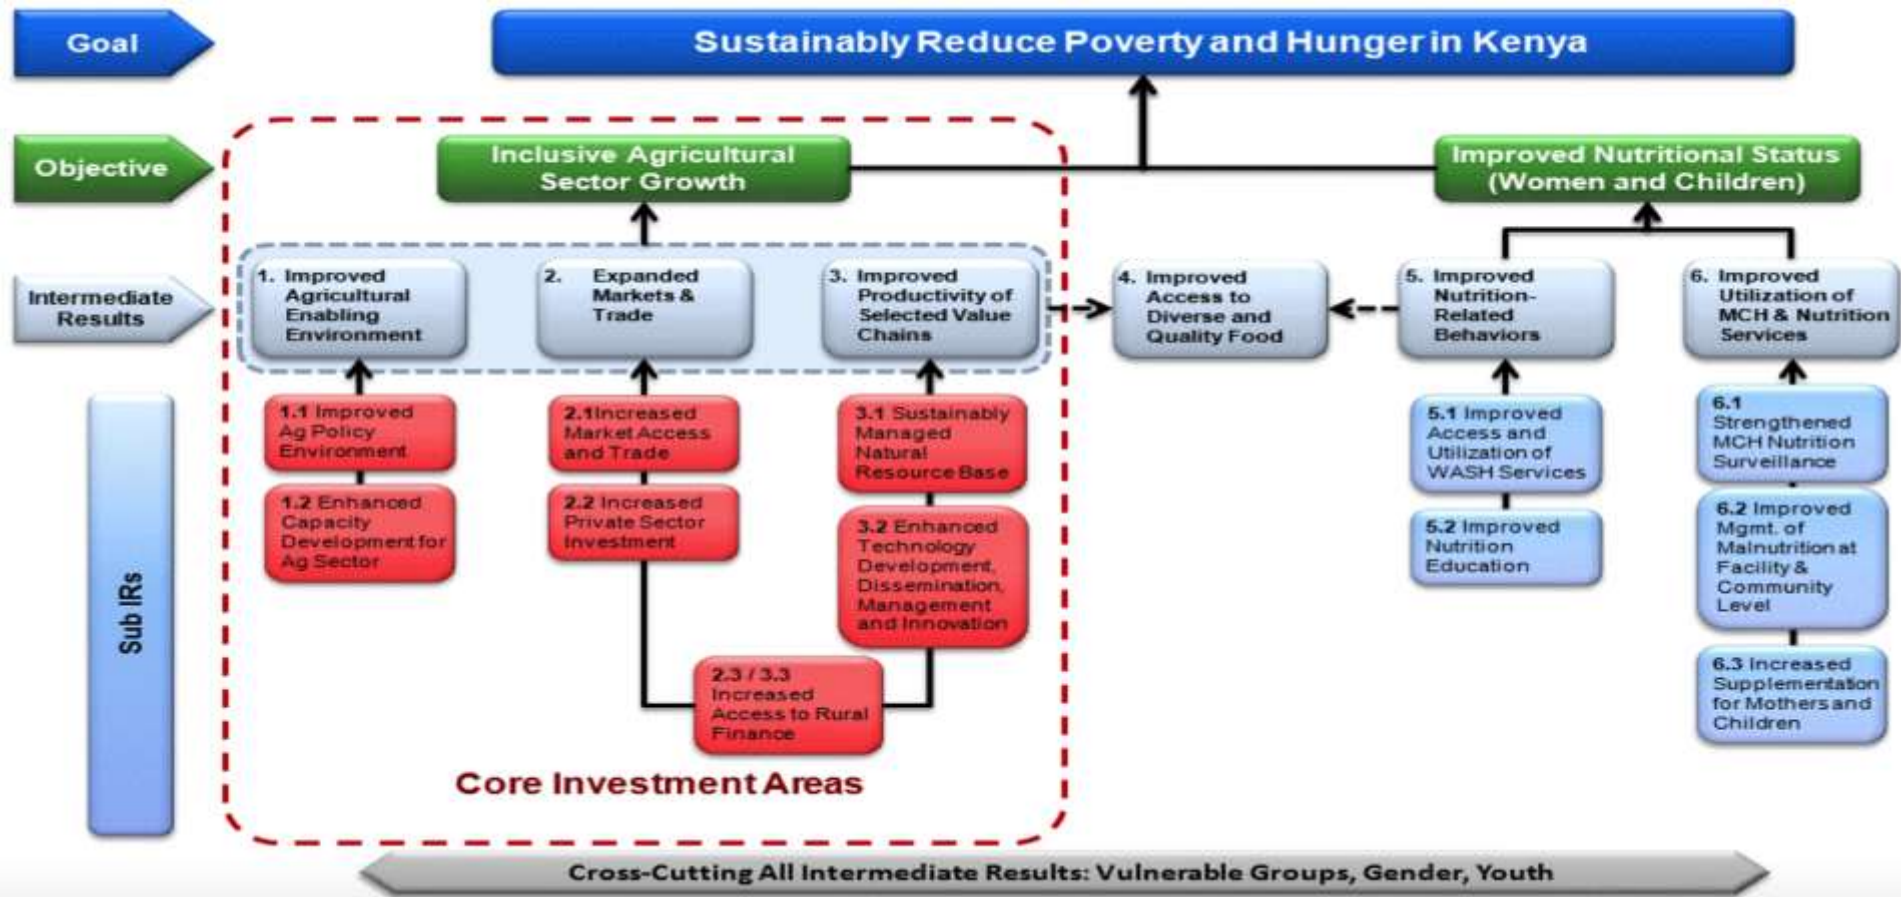 Goal
Sustainably Reduce Poverty and Hunger in Kenya
Objective
Inclusive Agricultural
Sector Growth
Improved Nutritional Status
(Women and Children)
Intermediate
Results
1. Improved
Agricultural
Enabling
Environment
2. Expanded
Markets &
Trade
3. Improved
Productivity of
Selected Value
Chains
4. Improved
Access to
Diverse and
Quality Food
5. Improved
Nutrition-
Related
Behaviors
6. Improved
Utilization of
MCH & Nutrition
Services
Sub IRs
1.1 Improved
Ag Policy
Environment
1.2 Enhanced
Capacity
Development for
Ag Sector
2.1Increased
Market Access
and Trade
2.2 Increased
Private Sector
Investment
3.1 Sustainably
Managed
Natural
Resource Base
3.2 Enhanced
Technology
Development,
Dissemination,
Management
and Innovation
2.3 / 3.3
Increased
Access to Rural
Finance
5.1 Improved
Access and
Utilization of
WASH Services
5.2 Improved
Nutrition
Education
6.1
Strengthened
MCH Nutrition
Surveillance
6.2 Improved
Mgmt. of
Malnutrition at
Facility &
Community
Level
6.3 Increased
Supplementation
for Mothers and
Children
Core Investment Areas
Cross-Cutting All Intermediate Results: Vulnerable Groups, Gender, Youth